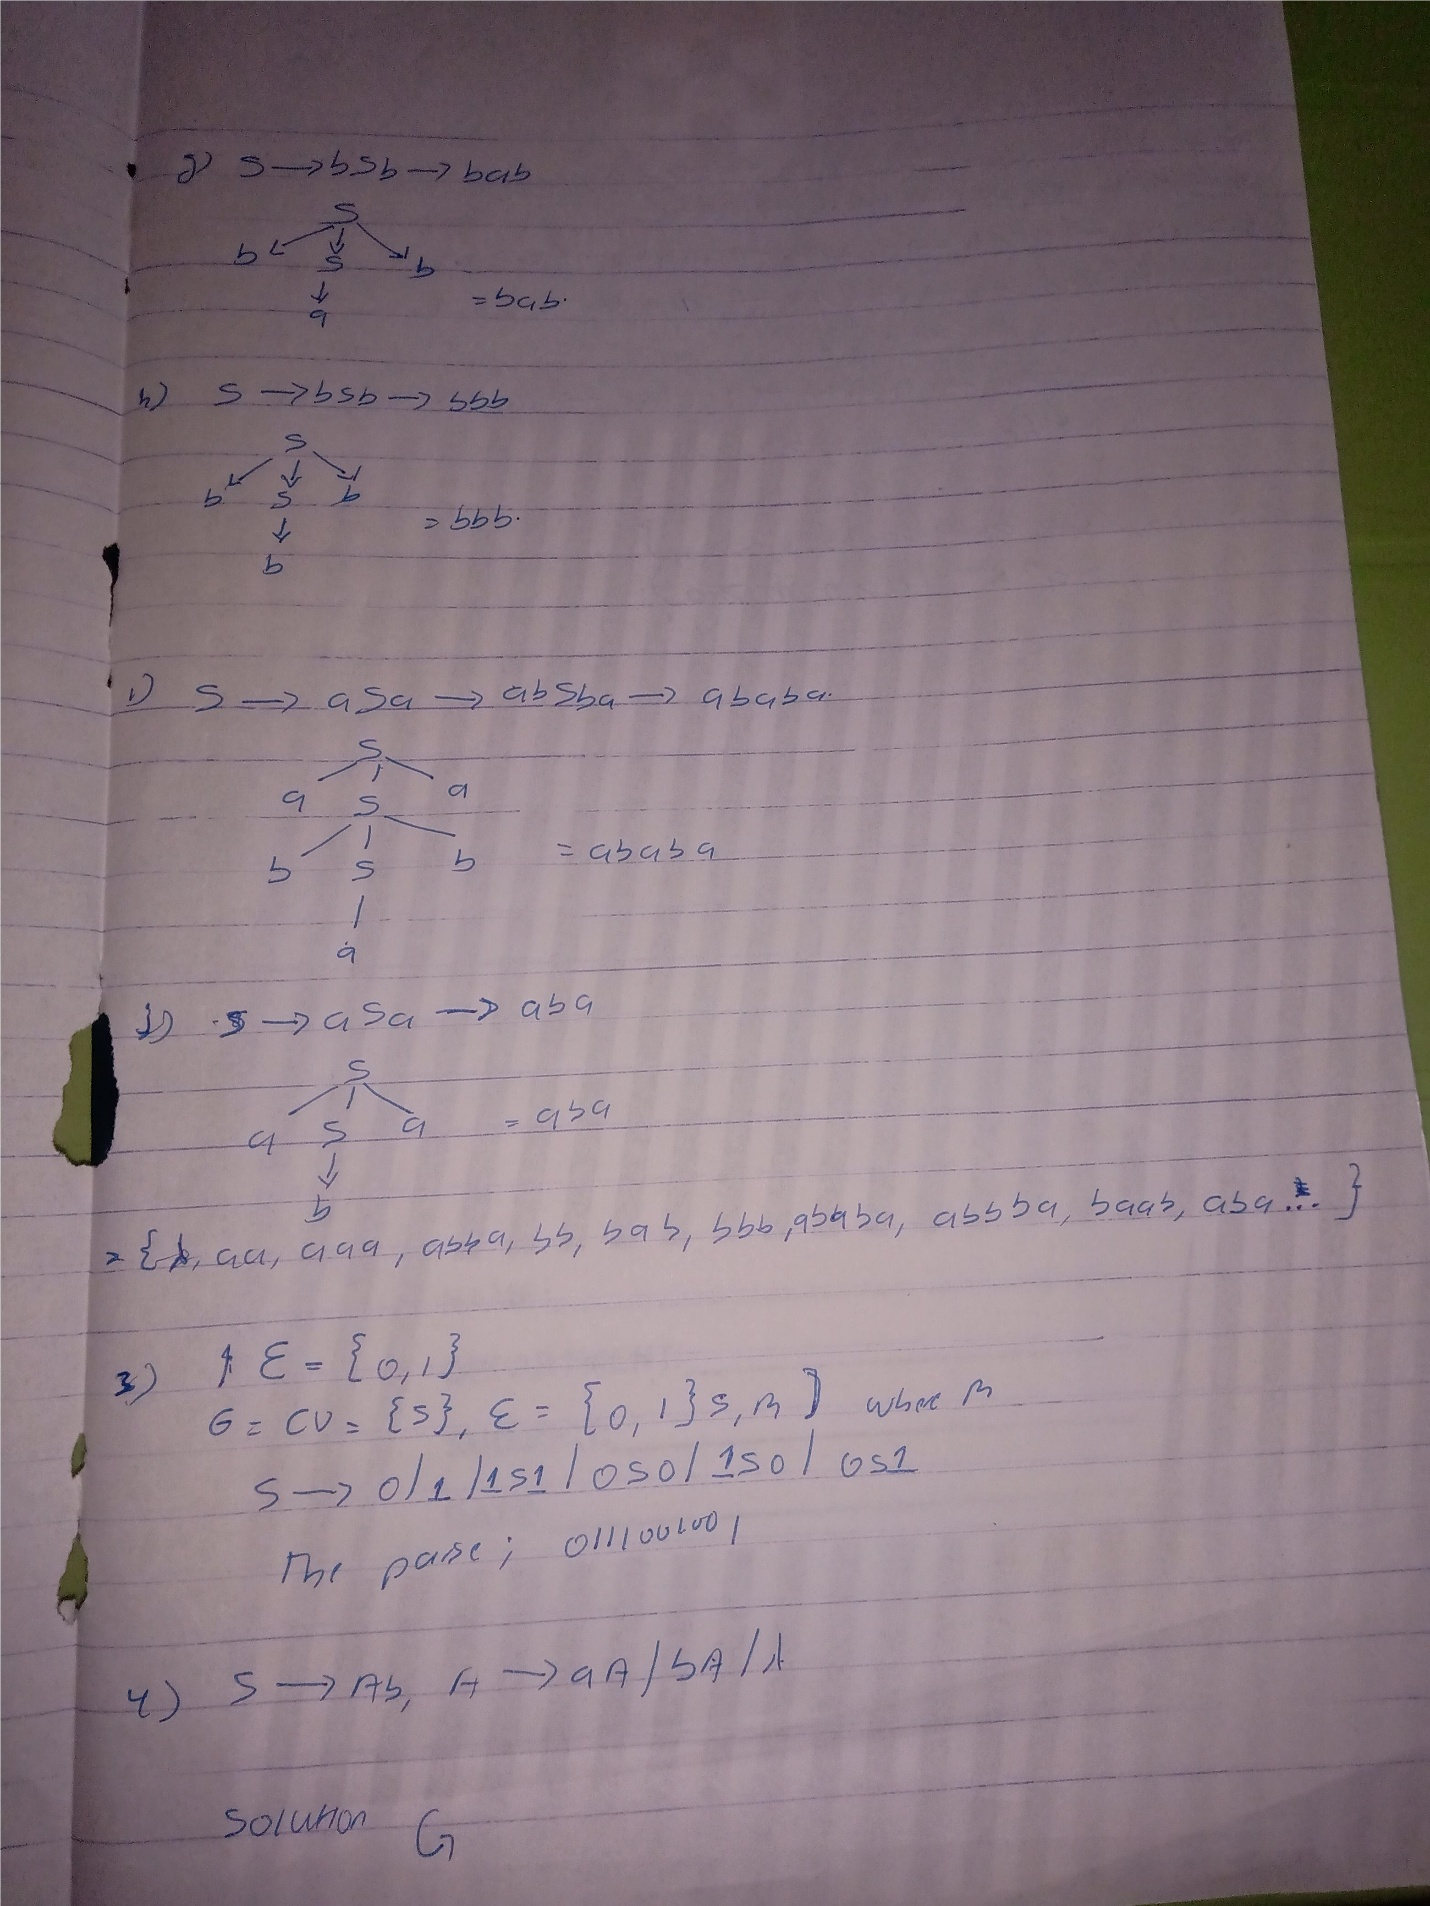 g) S → bSb → bab
S
b S b
a = bab.
h) S → bSb → bbb
S
b S b
= bbb.
b
i) S → aSa → abSba → ababa.
S
a S a
b S b = ababa
a
j) S → aSa → aba
S
a S a = aba
b
= {λ, aa, aaa, abba, bb, bab, bbb, ababa, abbba, baab, aba ... }
3) Ɛ = {0,1}
G = CV = {S}, Ɛ = {0, 1} S, R ] where R
S → 0/1/1S1/0S0/1S0/0S1
The parse; 0111001001
4) S → Ab, A → aA/bA/λ
Solution G